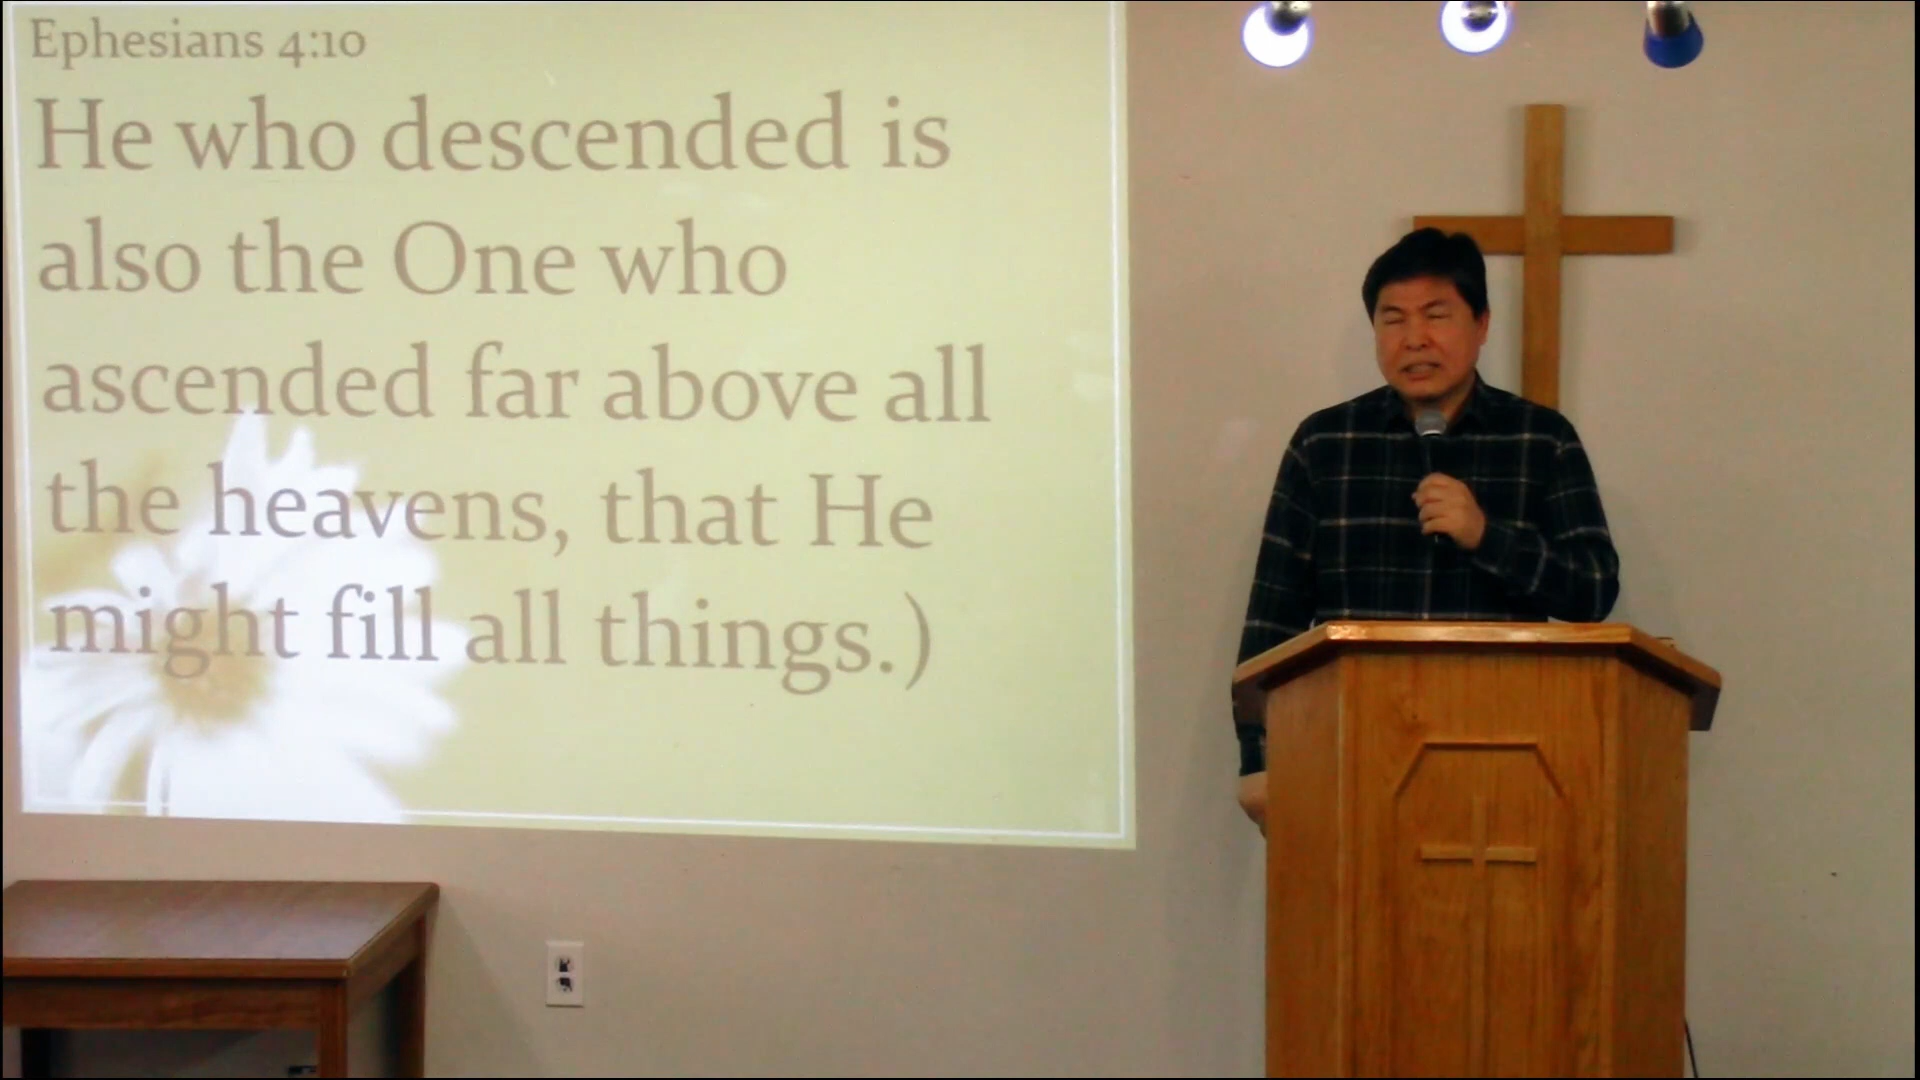 Ephesians 4:10
He who descended is
also the One who
ascended far above all
the heavens, that He
might fill all things.)